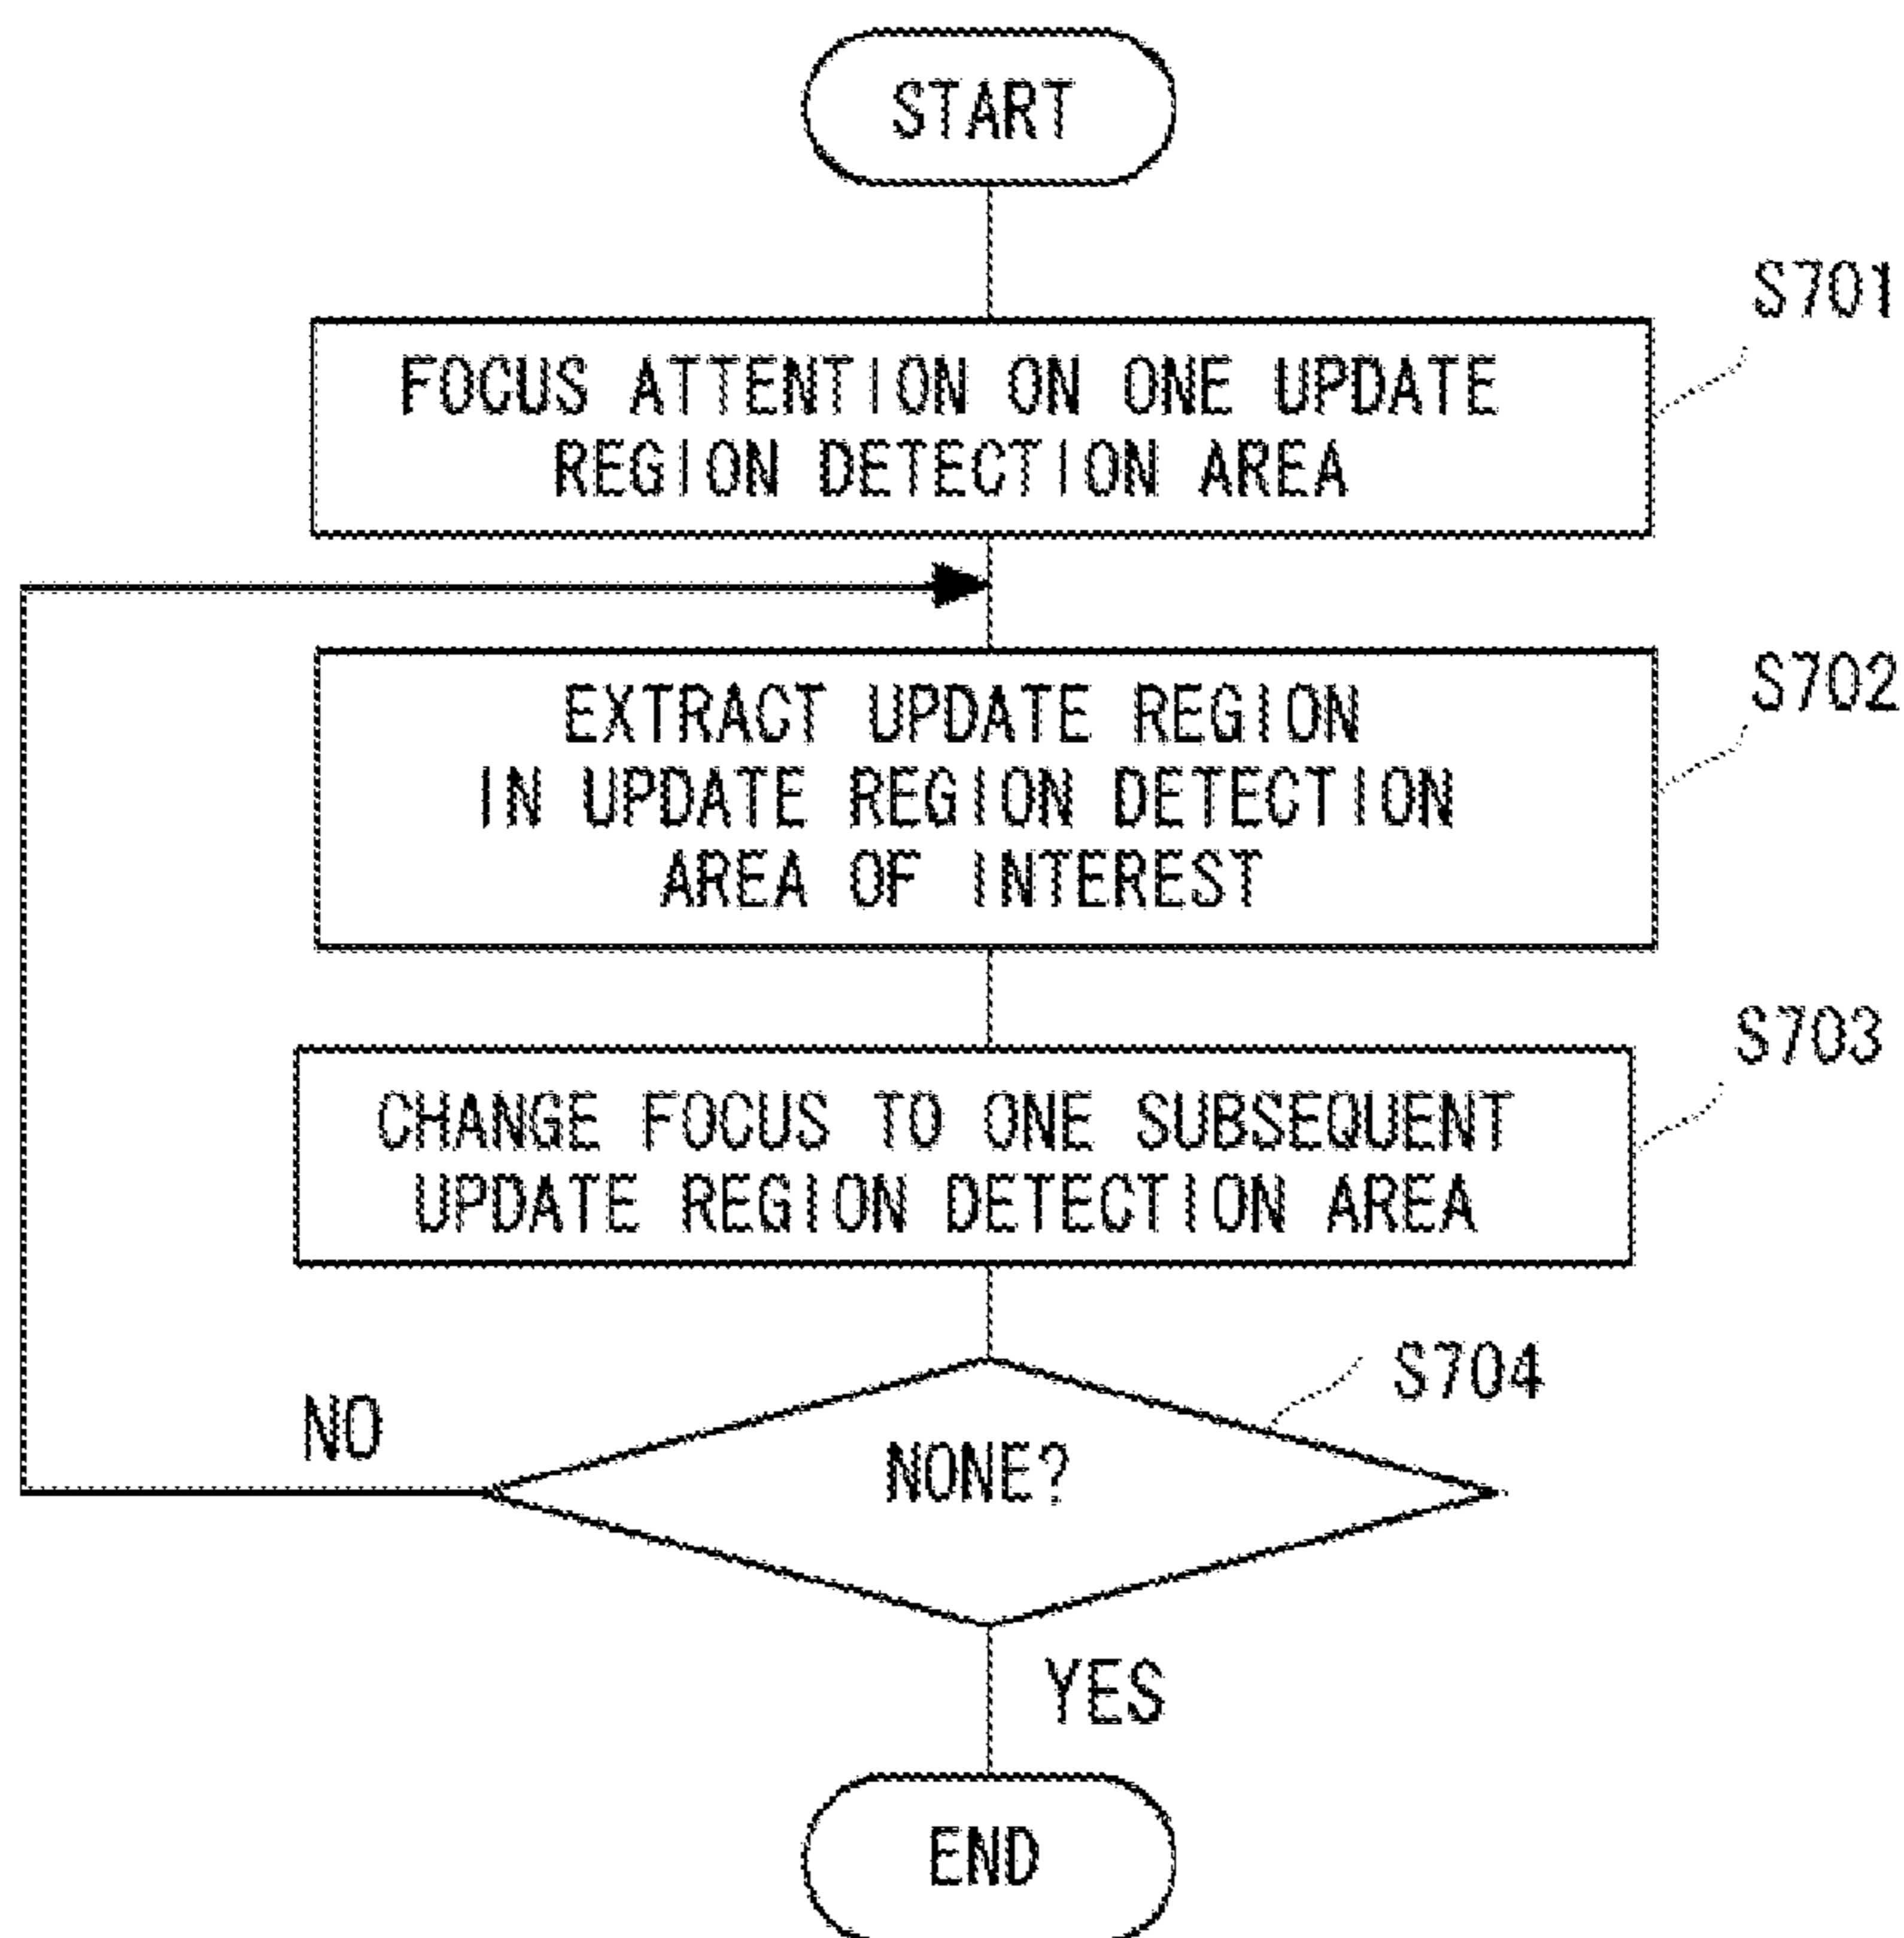 START
S701
FOCUS ATTENTION ON ONE UPDATE
REGION DETECTION AREA
S702
EXTRACT UPDATE REGION
IN UPDATE REGION DETECTION
AREA OF INTEREST
S703
CHANGE FOCUS TO ONE SUBSEQUENT
UPDATE REGION DETECTION AREA
S704
NO
NONE?
YES
END